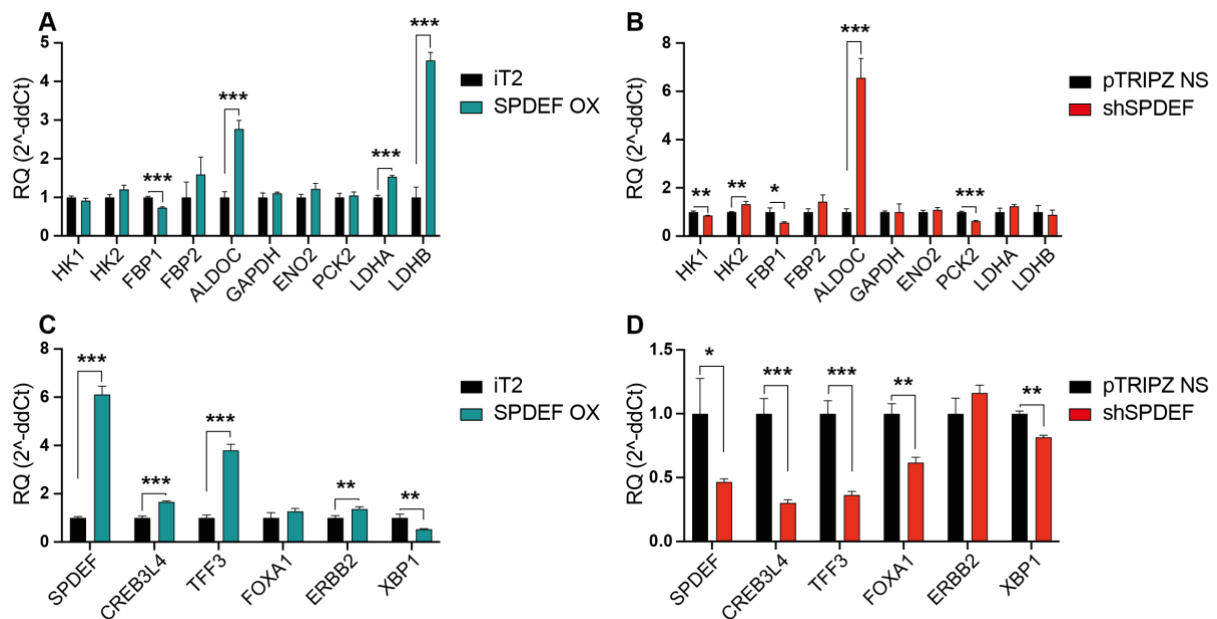 A
RQ (2^-ddCt)
5
4
3
2
1
0
***
***
***
***
HK1
HK2
FBP1
FBP2
ALDOC
GAPDH
ENO2
PCK2
LDHA
LDHB
iT2
SPDEF OX
B
RQ (2^-ddCt)
8
6
4
2
0
**
**
*
***
***
HK1
HK2
FBP1
FBP2
ALDOC
GAPDH
ENO2
PCK2
LDHA
LDHB
pTRIPZ NS
shSPDEF
C
RQ (2^-ddCt)
8
6
4
2
0
***
***
***
**
**
SPDEF
CREB3L4
TFF3
FOXA1
ERBB2
XBP1
iT2
SPDEF OX
D
RQ (2^-ddCt)
1.5
1.0
0.5
0.0
*
***
***
**
**
SPDEF
CREB3L4
TFF3
FOXA1
ERBB2
XBP1
pTRIPZ NS
shSPDEF